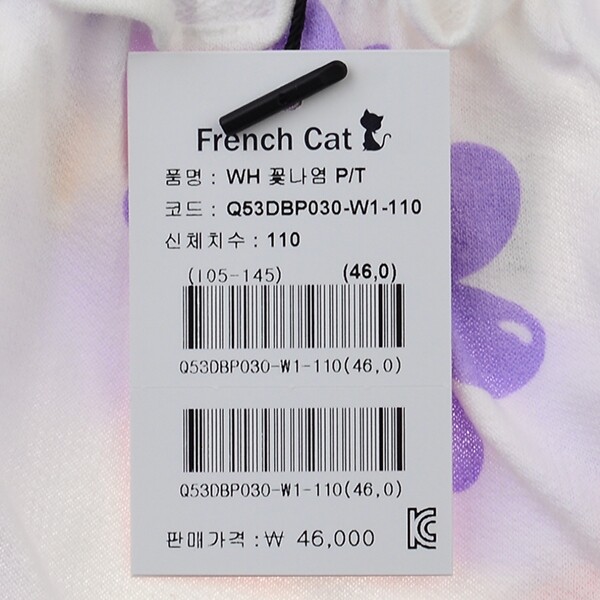 French Cat
품명 : WH 꽃나염 P/T
코드 : Q53DBP030-W1-110
신체치수 : 110
(105-145) (46,0)
Q53DBP030-W1-110(46,0)
Q53DBP030-W1-110(46,0)
판매가격 :₩ 46,000
KC